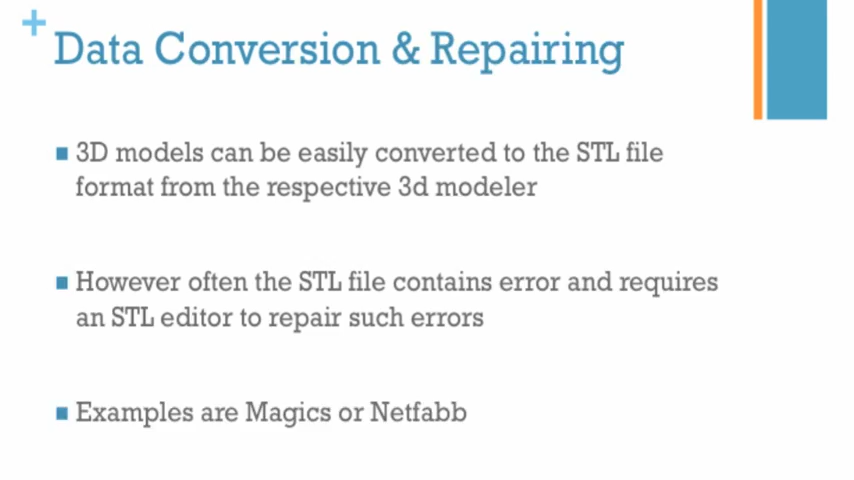 Data Conversion & Repairing
3D models can be easily converted to the STL file
format from the respective 3d modeler
However often the STL file contains error and requires
an STL editor to repair such errors
Examples are Magics or Netfabb